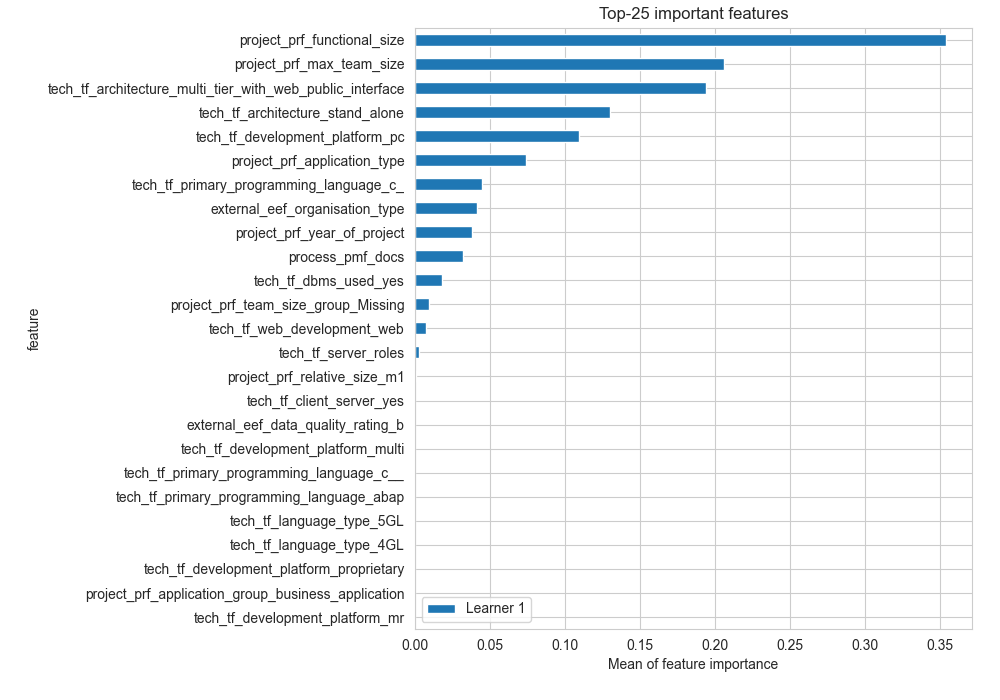 Top-25 important features
project_prf_functional_size
project_prf_max_team_size
tech_tf_architecture_multi_tier_with_web_public_interface
tech_tf_architecture_stand_alone
tech_tf_development_platform_pc
project_prf_application_type
tech_tf_primary_programming_language_c_
external_eef_organisation_type
project_prf_year_of_project
process_pmf_docs
tech_tf_dbms_used_yes
project_prf_team_size_group_Missing
tech_tf_web_development_web
tech_tf_server_roles
project_prf_relative_size_m1
tech_tf_client_server_yes
external_eef_data_quality_rating_b
tech_tf_development_platform_multi
tech_tf_primary_programming_language_c__
tech_tf_primary_programming_language_abap
tech_tf_language_type_5GL
tech_tf_language_type_4GL
tech_tf_development_platform_proprietary
project_prf_application_group_business_application
tech_tf_development_platform_mr
feature
Learner 1
0.00 0.05 0.10 0.15 0.20 0.25 0.30 0.35
Mean of feature importance